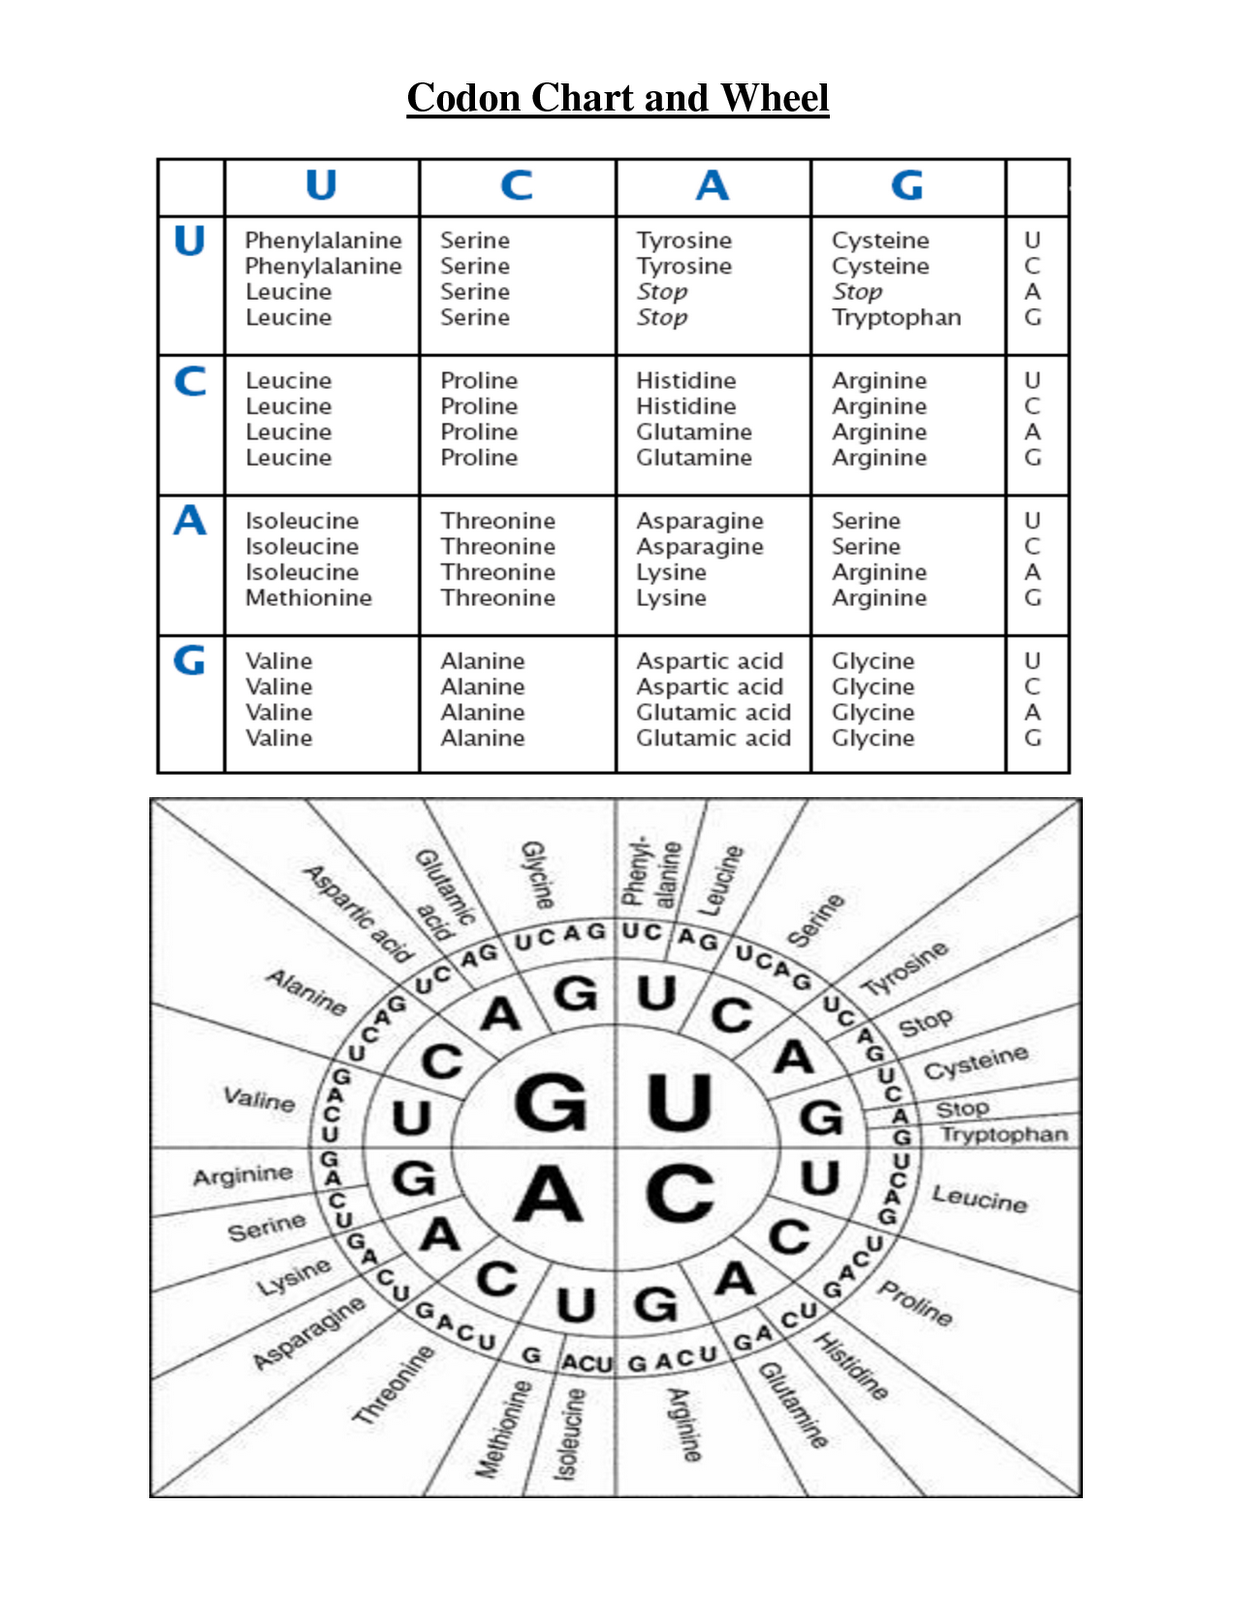 Codon Chart and Wheel
U C A G
U Phenylalanine Serine Tyrosine Cysteine U
Phenylalanine Serine Tyrosine Cysteine C
Leucine Serine Stop Stop A
Leucine Serine Stop Tryptophan G
C Leucine Proline Histidine Arginine U
Leucine Proline Histidine Arginine C
Leucine Proline Glutamine Arginine A
Leucine Proline Glutamine Arginine G
A Isoleucine Threonine Asparagine Serine U
Isoleucine Threonine Asparagine Serine C
Isoleucine Threonine Lysine Arginine A
Methionine Threonine Lysine Arginine G
G Valine Alanine Aspartic acid Glycine U
Valine Alanine Aspartic acid Glycine C
Valine Alanine Glutamic acid Glycine A
Valine Alanine Glutamic acid Glycine G
G U
A C
U C A G
U C A G
U C A G
U C A G
Phenyl-
alanine
U C
Leucine
A G
Serine
U C A G
Tyrosine
U C
Stop
A G
Cysteine
U C
Stop
A
Tryptophan
G
Leucine
U C A G
Proline
U C A G
Histidine
U C
Glutamine
A G
Arginine
U C A G
Isoleucine
U C A
Methionine
G
Threonine
U C A G
Asparagine
U C
Lysine
A G
Serine
U C
Arginine
A G
Valine
U C A G
Alanine
U C A G
Aspartic acid
U C
Glutamic
acid
A G
Glycine
U C A G